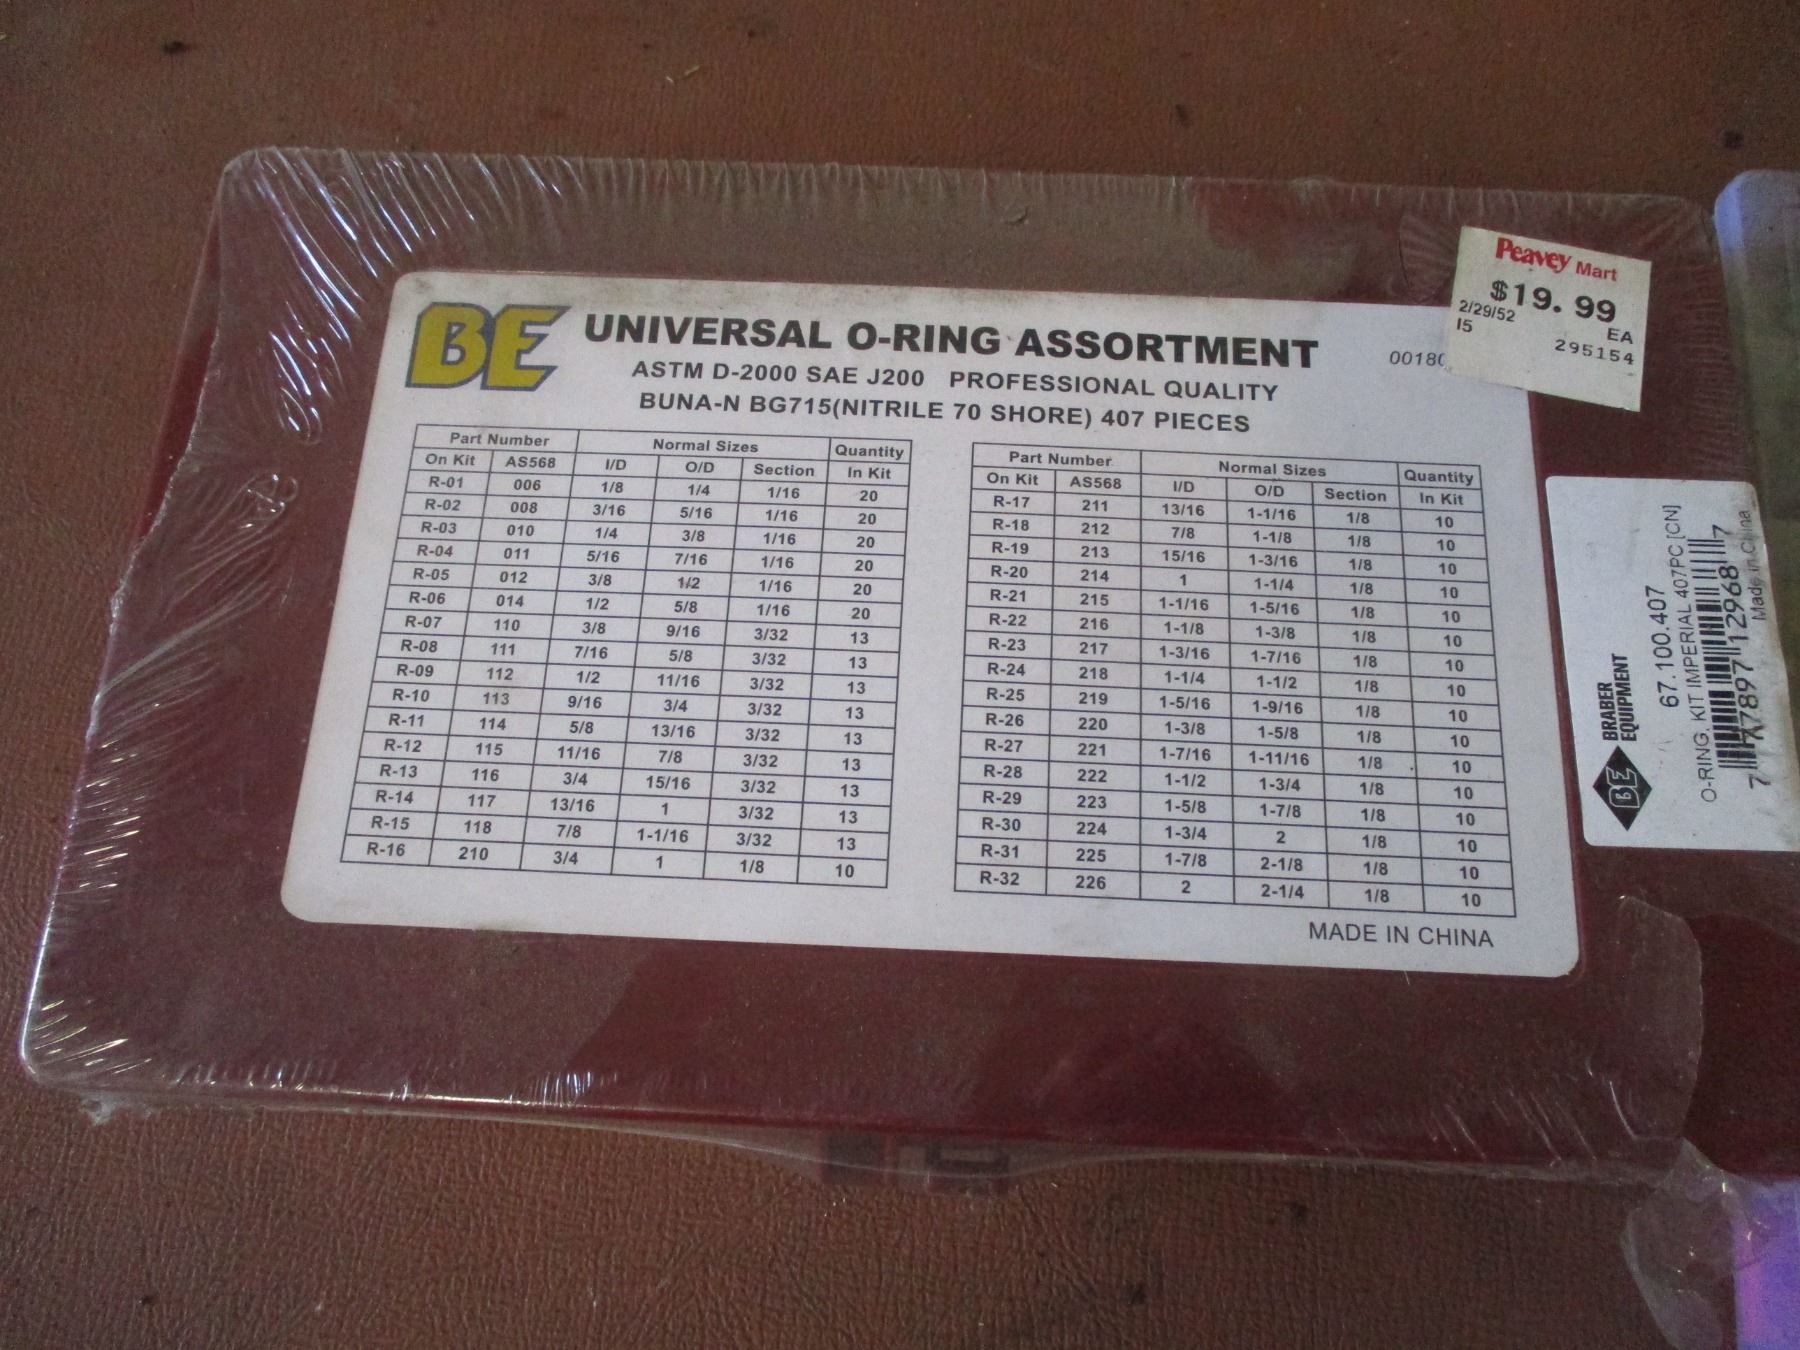 BE UNIVERSAL O-RING ASSORTMENT
ASTM D-2000 SAE J200 PROFESSIONAL QUALITY
BUNA-N BG715(NITRILE 70 SHORE) 407 PIECES
Part Number Normal Sizes Quantity
On Kit AS568 I/D O/D Section In Kit
R-01 006 1/8 1/4 1/16 20
R-02 008 3/16 5/16 1/16 20
R-03 010 1/4 3/8 1/16 20
R-04 011 5/16 7/16 1/16 20
R-05 012 3/8 1/2 1/16 20
R-06 014 1/2 5/8 1/16 20
R-07 110 3/8 9/16 3/32 13
R-08 111 7/16 5/8 3/32 13
R-09 112 1/2 11/16 3/32 13
R-10 113 9/16 3/4 3/32 13
R-11 114 5/8 13/16 3/32 13
R-12 115 11/16 7/8 3/32 13
R-13 116 3/4 15/16 3/32 13
R-14 117 13/16 1 3/32 13
R-15 118 7/8 1-1/16 3/32 13
R-16 210 3/4 1 1/8 10
Part Number Normal Sizes Quantity
On Kit AS568 I/D O/D Section In Kit
R-17 211 13/16 1-1/16 1/8 10
R-18 212 7/8 1-1/8 1/8 10
R-19 213 15/16 1-3/16 1/8 10
R-20 214 1 1-1/4 1/8 10
R-21 215 1-1/16 1-5/16 1/8 10
R-22 216 1-1/8 1-3/8 1/8 10
R-23 217 1-3/16 1-7/16 1/8 10
R-24 218 1-1/4 1-1/2 1/8 10
R-25 219 1-5/16 1-9/16 1/8 10
R-26 220 1-3/8 1-5/8 1/8 10
R-27 221 1-7/16 1-11/16 1/8 10
R-28 222 1-1/2 1-3/4 1/8 10
R-29 223 1-5/8 1-7/8 1/8 10
R-30 224 1-3/4 2 1/8 10
R-31 225 1-7/8 2-1/8 1/8 10
R-32 226 2 2-1/4 1/8 10
MADE IN CHINA
Peavey Mart
$19.99
2/29/52 EA
15 295154
BE BRABER
EQUIPMENT
67.100.407
O-RING, KIT IMPERIAL 407PC [CN]
7 77897 12968 7
Made in China